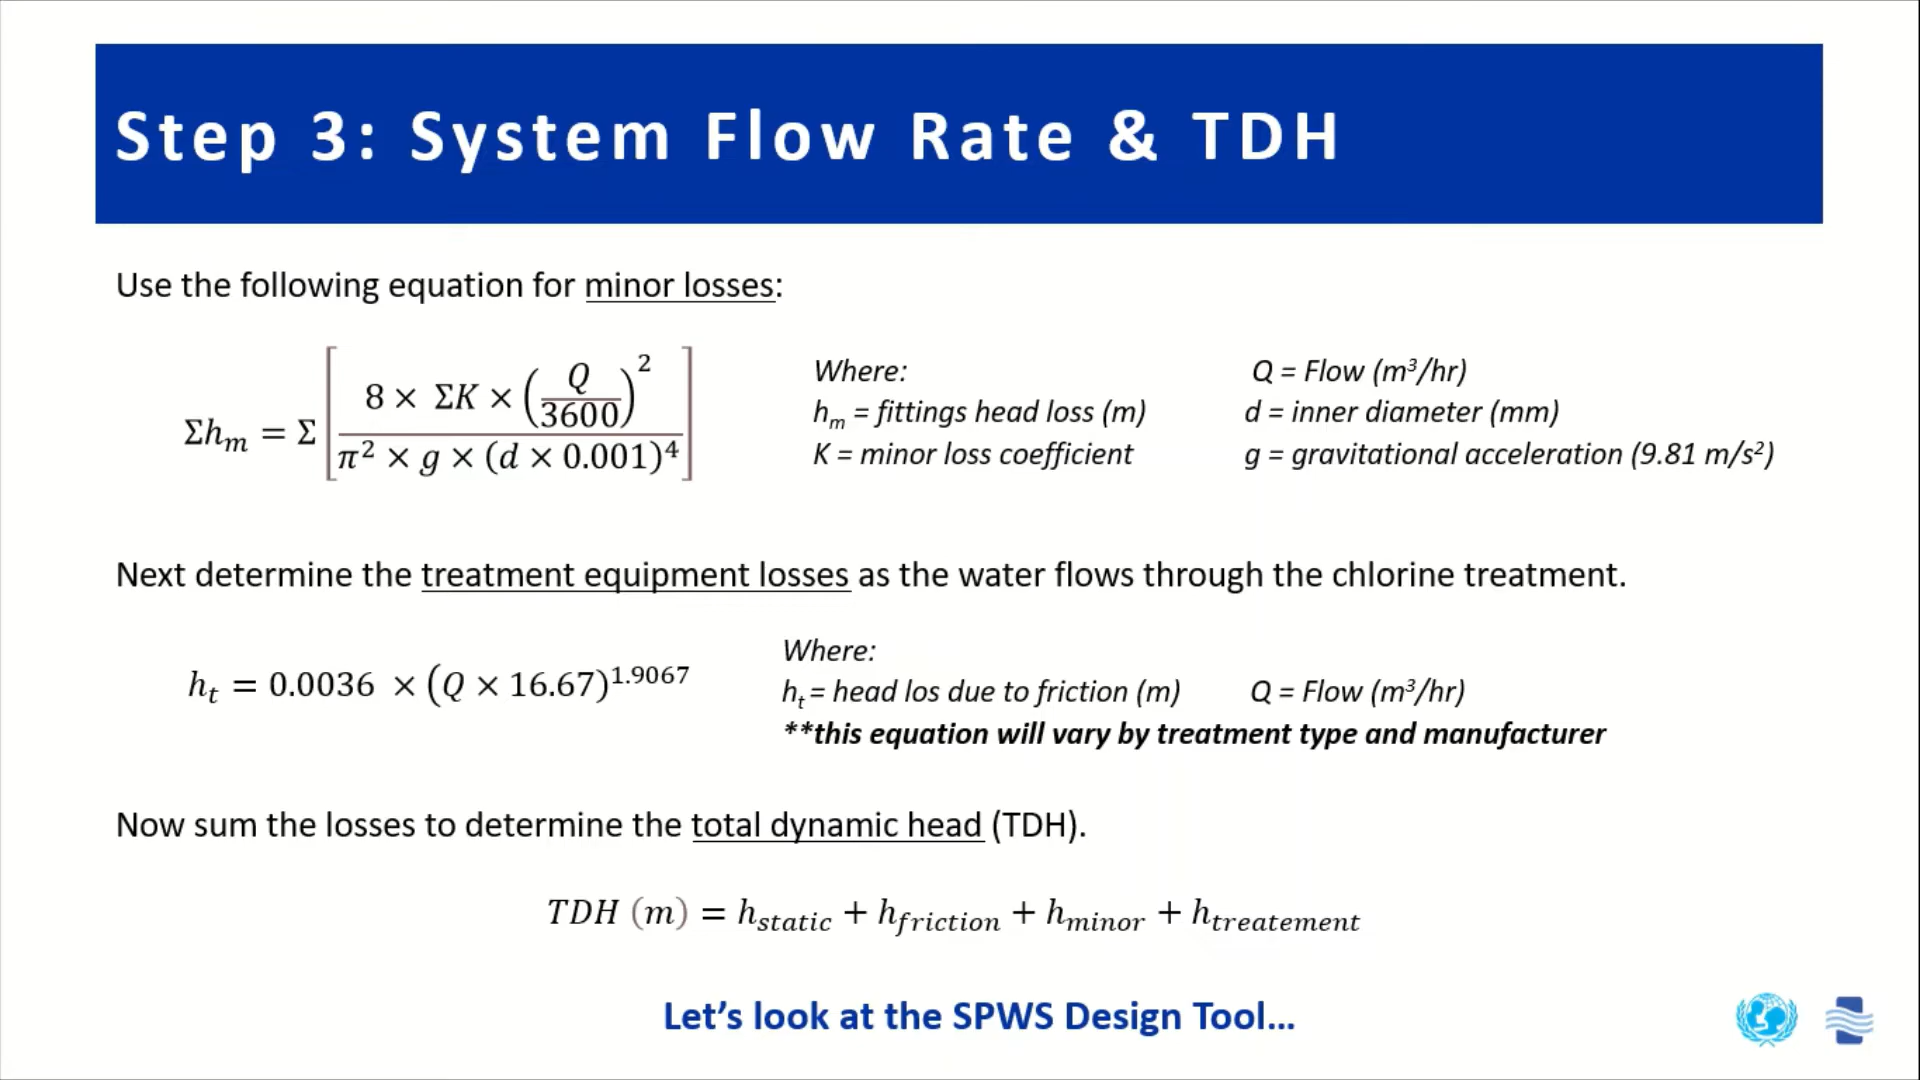 Step 3: System Flow Rate & TDH
Use the following equation for minor losses:
Σhₘ = Σ [ (8 × ΣK × (Q/3600)²) / (π² × g × (d × 0.001)⁴) ]
Where:
hₘ = fittings head loss (m)
K = minor loss coefficient
Q = Flow (m³/hr)
d = inner diameter (mm)
g = gravitational acceleration (9.81 m/s²)
Next determine the treatment equipment losses as the water flows through the chlorine treatment.
hₜ = 0.0036 × (Q × 16.67)¹·⁹⁰⁶⁷
Where:
hₜ = head los due to friction (m) Q = Flow (m³/hr)
**this equation will vary by treatment type and manufacturer
Now sum the losses to determine the total dynamic head (TDH).
TDH (m) = h_static + h_friction + h_minor + h_treatement
Let's look at the SPWS Design Tool...